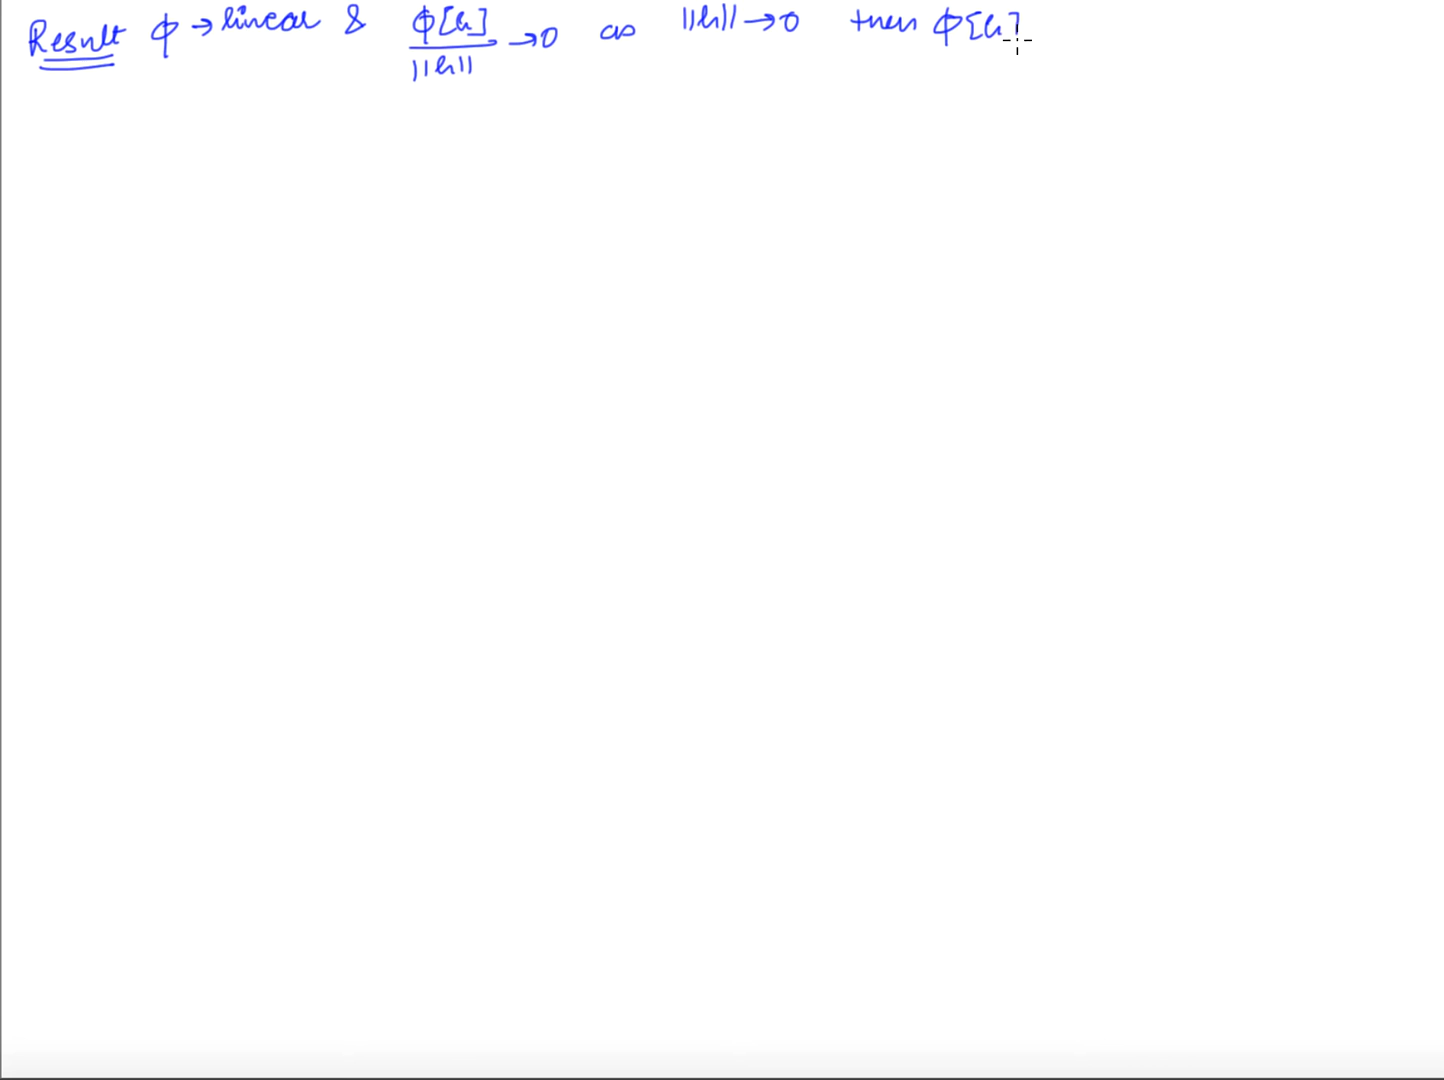 Result φ → linear & φ[h] / ||h|| → 0 as ||h|| → 0 then φ[h]